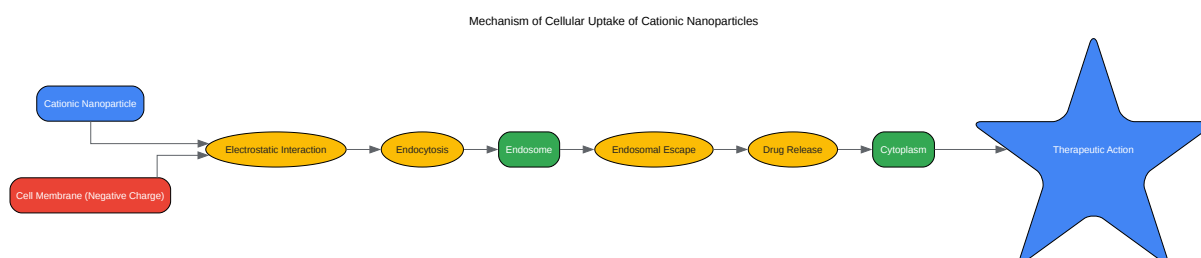 Mechanism of Cellular Uptake of Cationic Nanoparticles
Cationic Nanoparticle
Cell Membrane (Negative Charge)
Electrostatic Interaction
Endocytosis
Endosome
Endosomal Escape
Drug Release
Cytoplasm
Therapeutic Action